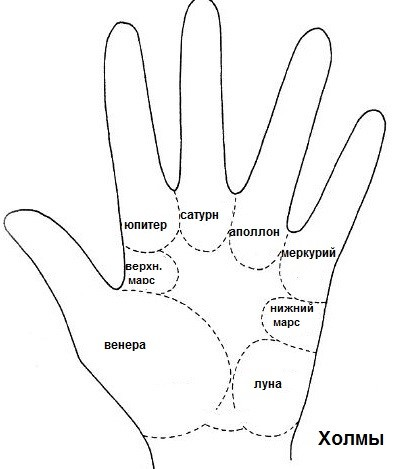 юпитер
сатурн
аполлон
меркурий
верхн.
марс
нижний
марс
венера
луна
Холмы